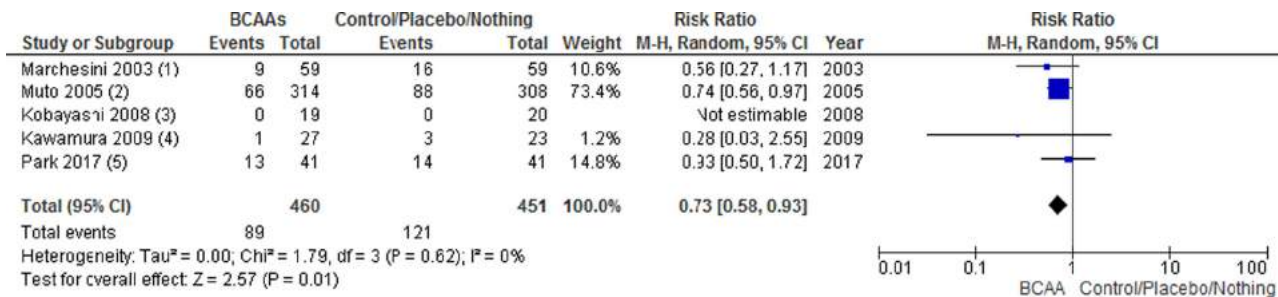 BCAAs Control/Placebo/Nothing Risk Ratio Risk Ratio
Study or Subgroup Events Total Events Total Weight M-H, Random, 95% CI Year M-H, Random, 95% CI
Marchesini 2003 (1) 9 59 16 59 10.6% 0.56 [0.27, 1.17] 2003
Muto 2005 (2) 66 314 88 308 73.4% 0.74 [0.56, 0.97] 2005
Kobayashi 2008 (3) 0 19 0 20 Not estimable 2008
Kawamura 2009 (4) 1 27 3 23 1.2% 0.28 [0.03, 2.55] 2009
Park 2017 (5) 13 41 14 41 14.8% 0.93 [0.50, 1.72] 2017
Total (95% CI) 460 451 100.0% 0.73 [0.58, 0.93]
Total events 89 121
Heterogeneity: Tau² = 0.00; Chi² = 1.79, df = 3 (P = 0.62); I² = 0%
Test for overall effect: Z = 2.57 (P = 0.01)
0.01 0.1 1 10 100
BCAA Control/Placebo/Nothing